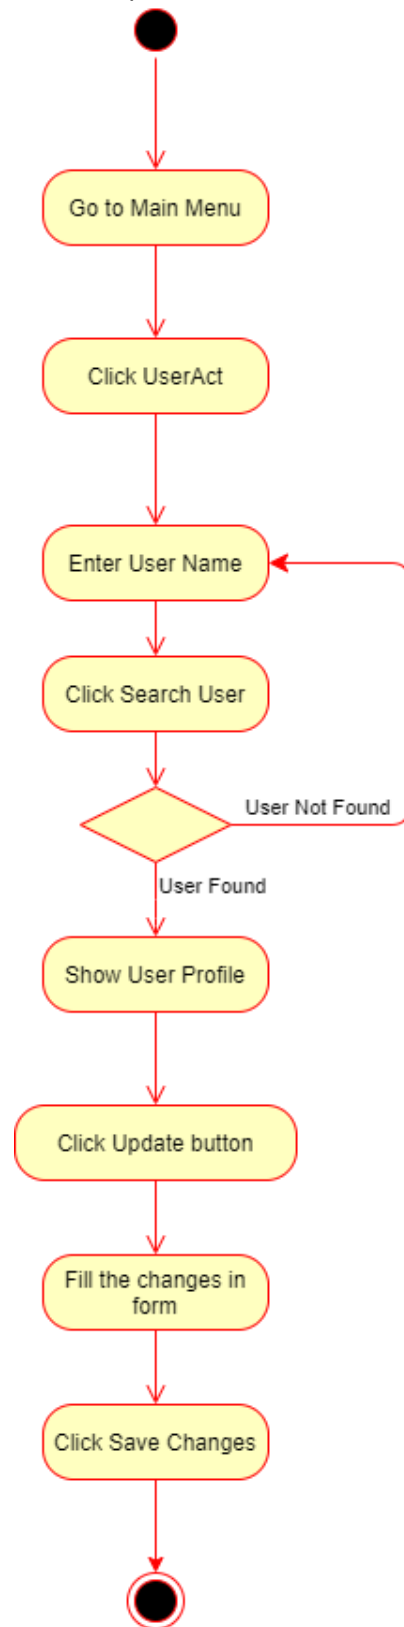 Go to Main Menu
Click UserAct
Enter User Name
Click Search User
User Not Found
User Found
Show User Profile
Click Update button
Fill the changes in
form
Click Save Changes